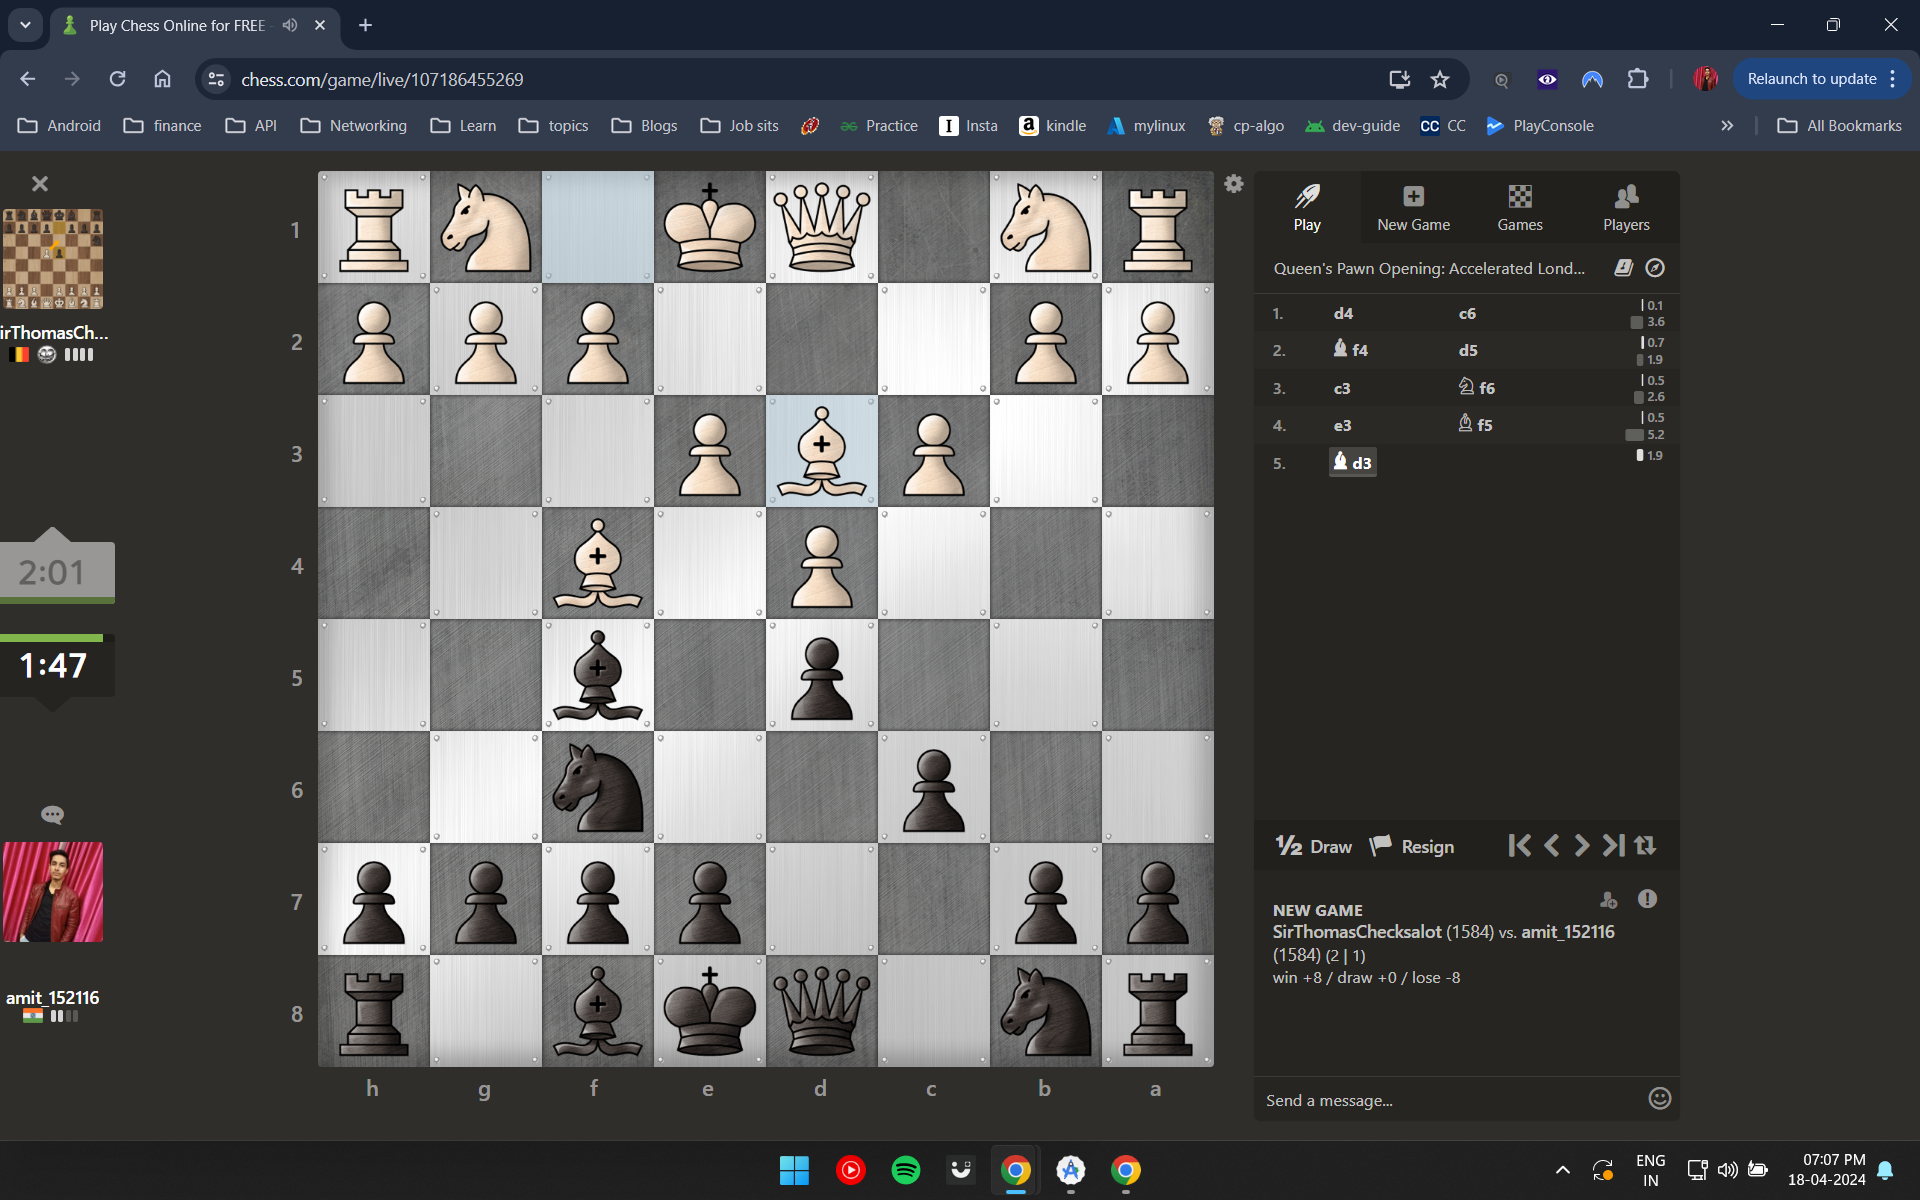 Play Chess Online for FREE
chess.com/game/live/107186455269
Relaunch to update
Android
finance
API
Networking
Learn
topics
Blogs
Job sits
Practice
I Insta
a kindle
mylinux
cp-algo
dev-guide
CC CC
PlayConsole
All Bookmarks
irThomasCh...
2:01
1:47
amit_152116
1
2
3
4
5
6
7
8
h g f e d c b a
Play
New Game
Games
Players
Queen's Pawn Opening: Accelerated Lond...
1. d4 c6 0.1
3.6
2. f4 d5 0.7
1.9
3. c3 f6 0.5
2.6
4. e3 f5 0.5
5.2
5. d3 1.9
½ Draw Resign
NEW GAME
SirThomasChecksalot (1584) vs. amit_152116
(1584) (2 | 1)
win +8 / draw +0 / lose -8
Send a message...
ENG
IN
07:07 PM
18-04-2024